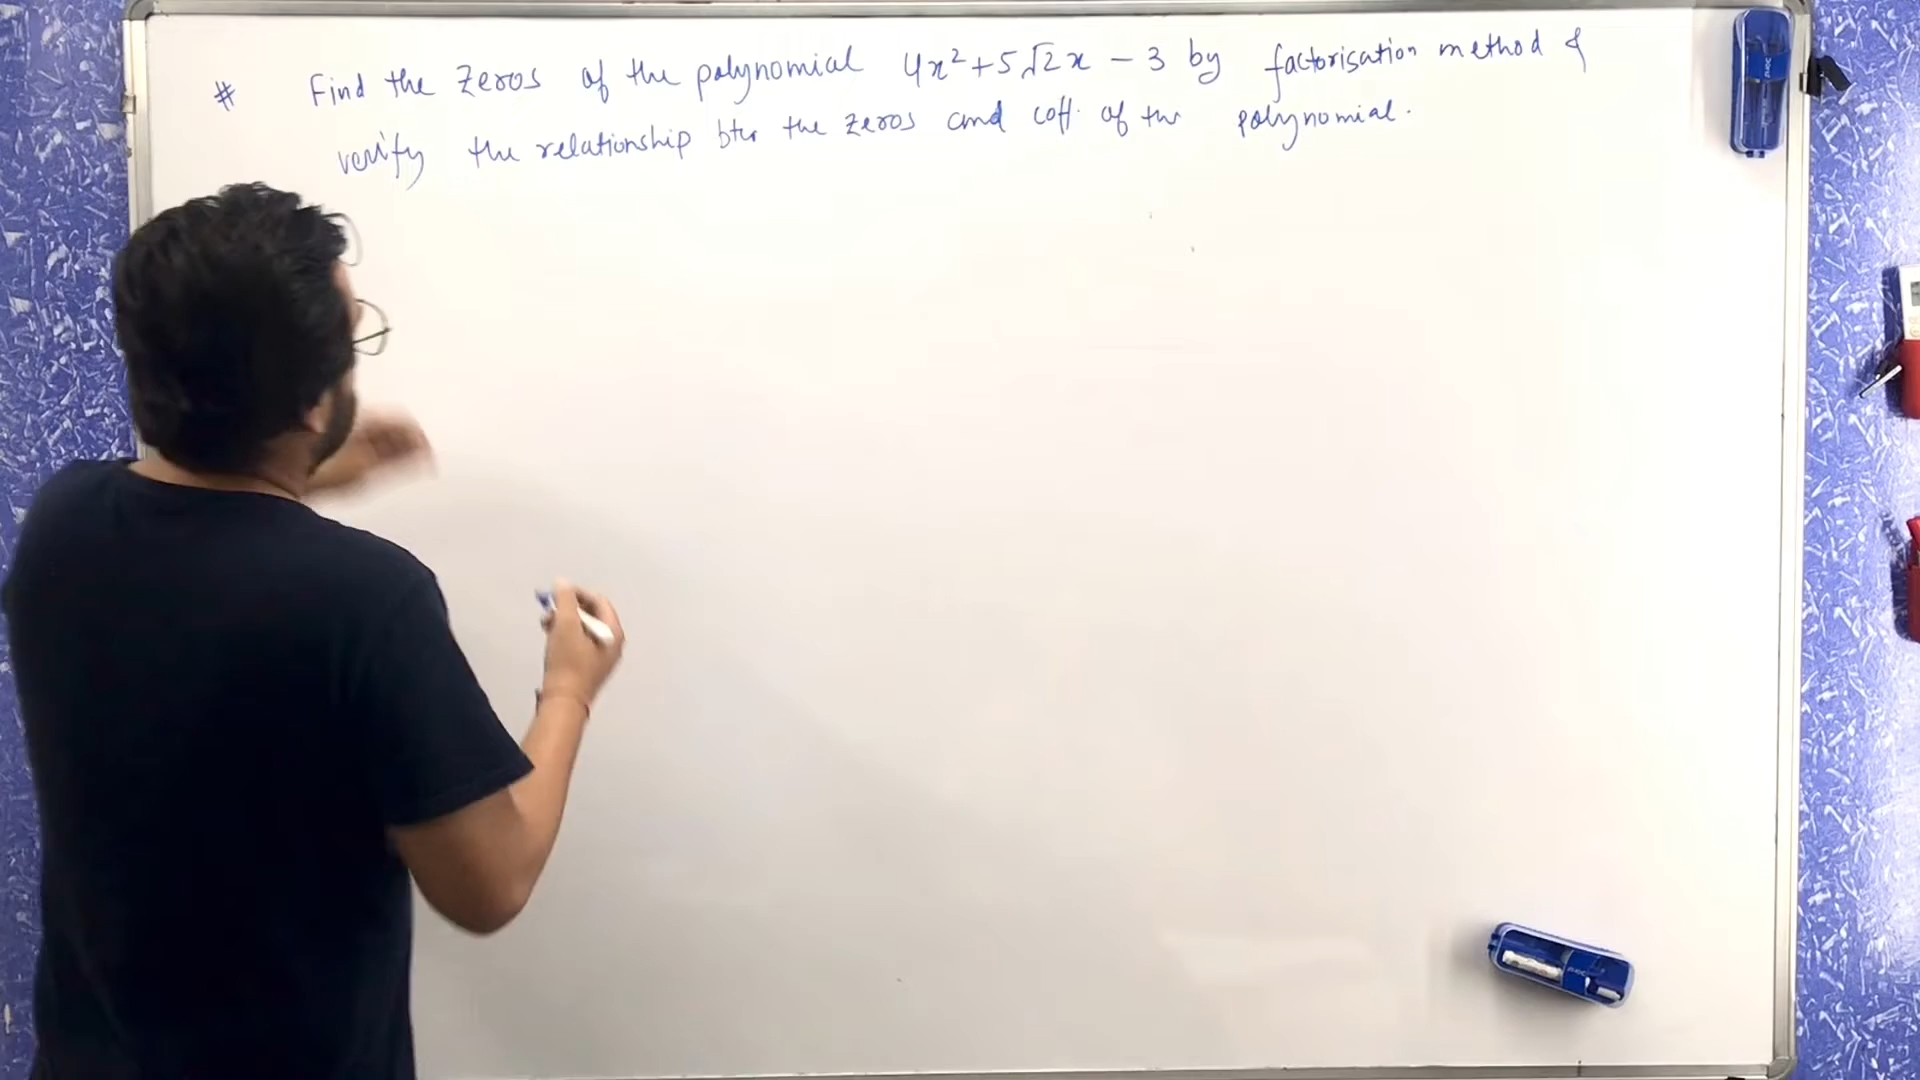 # Find the zeros of the polynomial 4x²+5√2x - 3 by factorisation method &
verify the relationship btw the zeros and coff. of the polynomial.